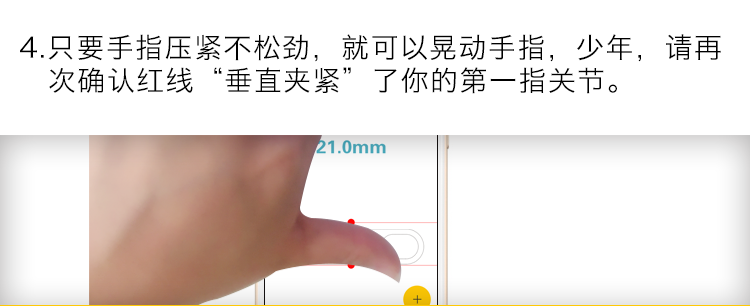 4.只要手指压紧不松劲，就可以晃动手指，少年，请再
次确认红线“垂直夹紧”了你的第一指关节。
21.0mm
+